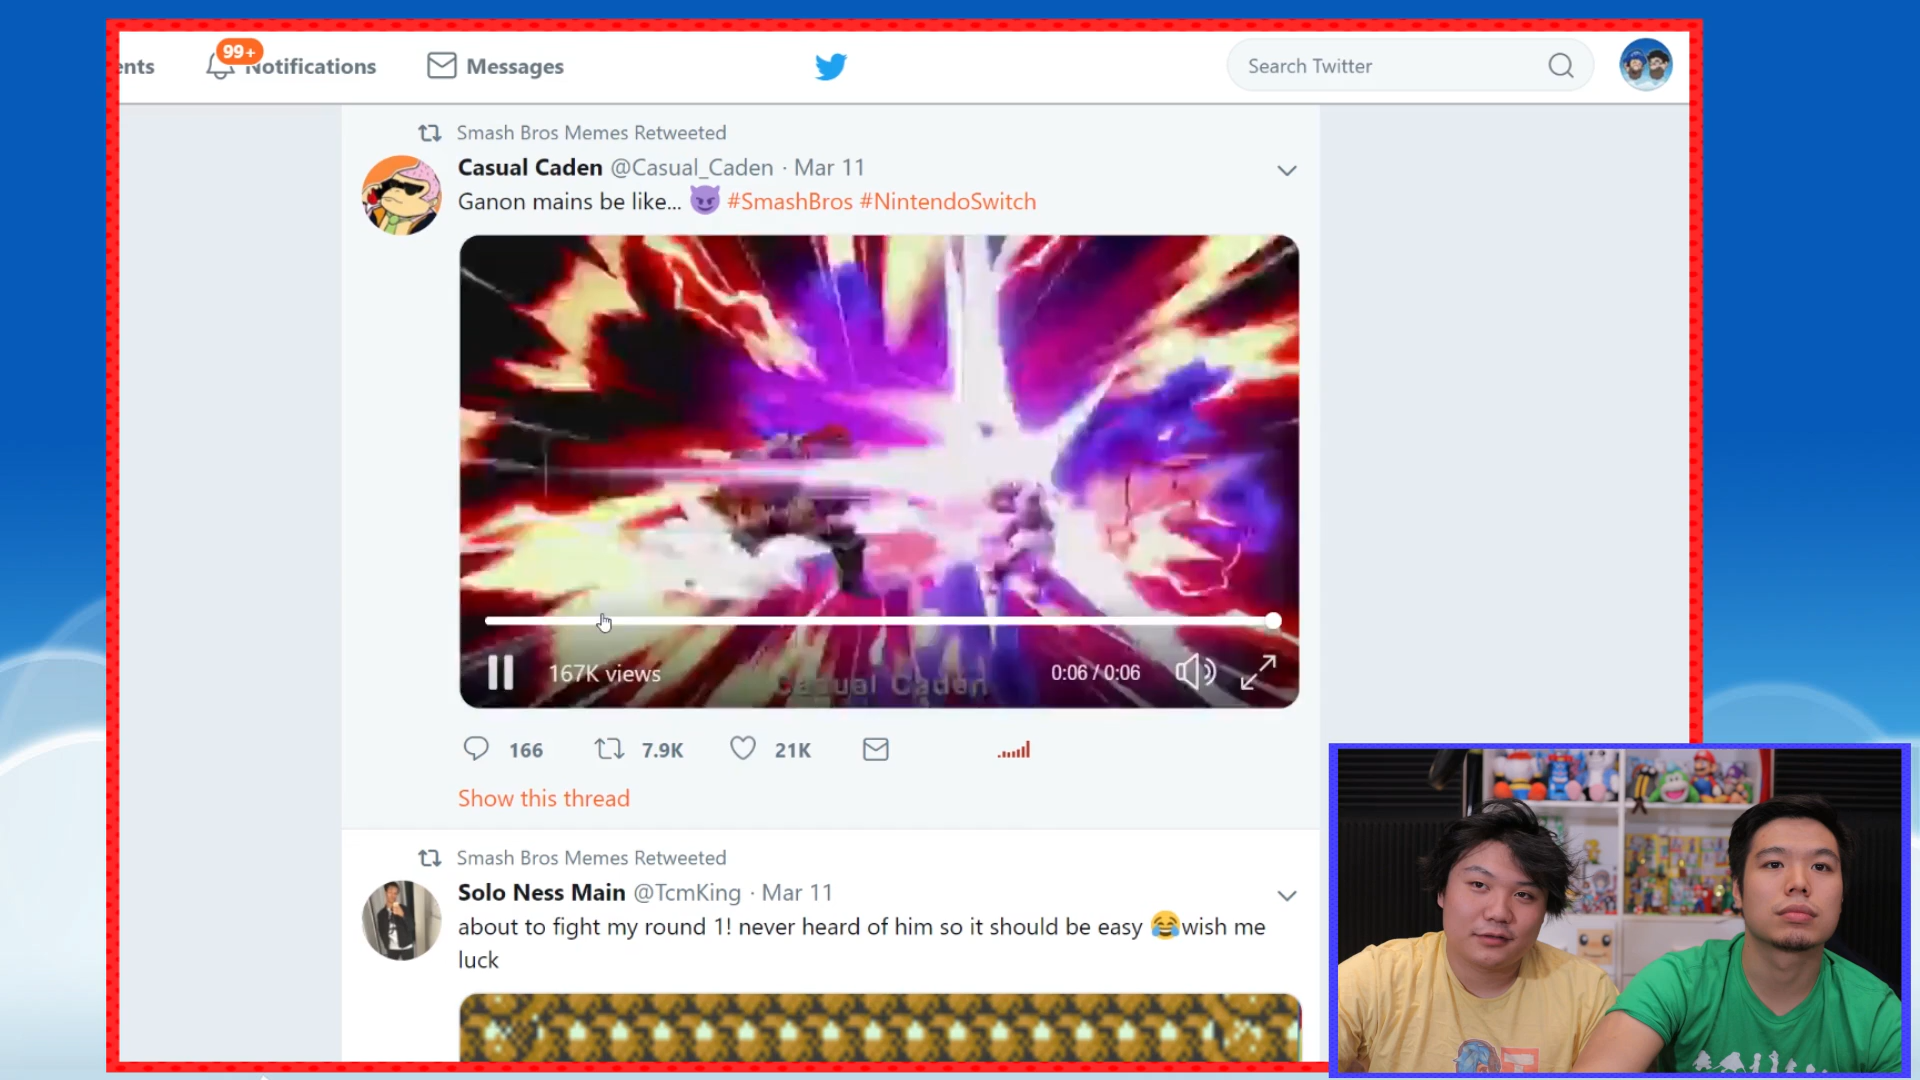 ents
99+
Notifications
Messages
Search Twitter
Smash Bros Memes Retweeted
Casual Caden @Casual_Caden · Mar 11
Ganon mains be like... 😈 #SmashBros #NintendoSwitch
167K views
Casual Caden
0:06 / 0:06
166
7.9K
21K
Show this thread
Smash Bros Memes Retweeted
Solo Ness Main @TcmKing · Mar 11
about to fight my round 1! never heard of him so it should be easy 😂wish me
luck